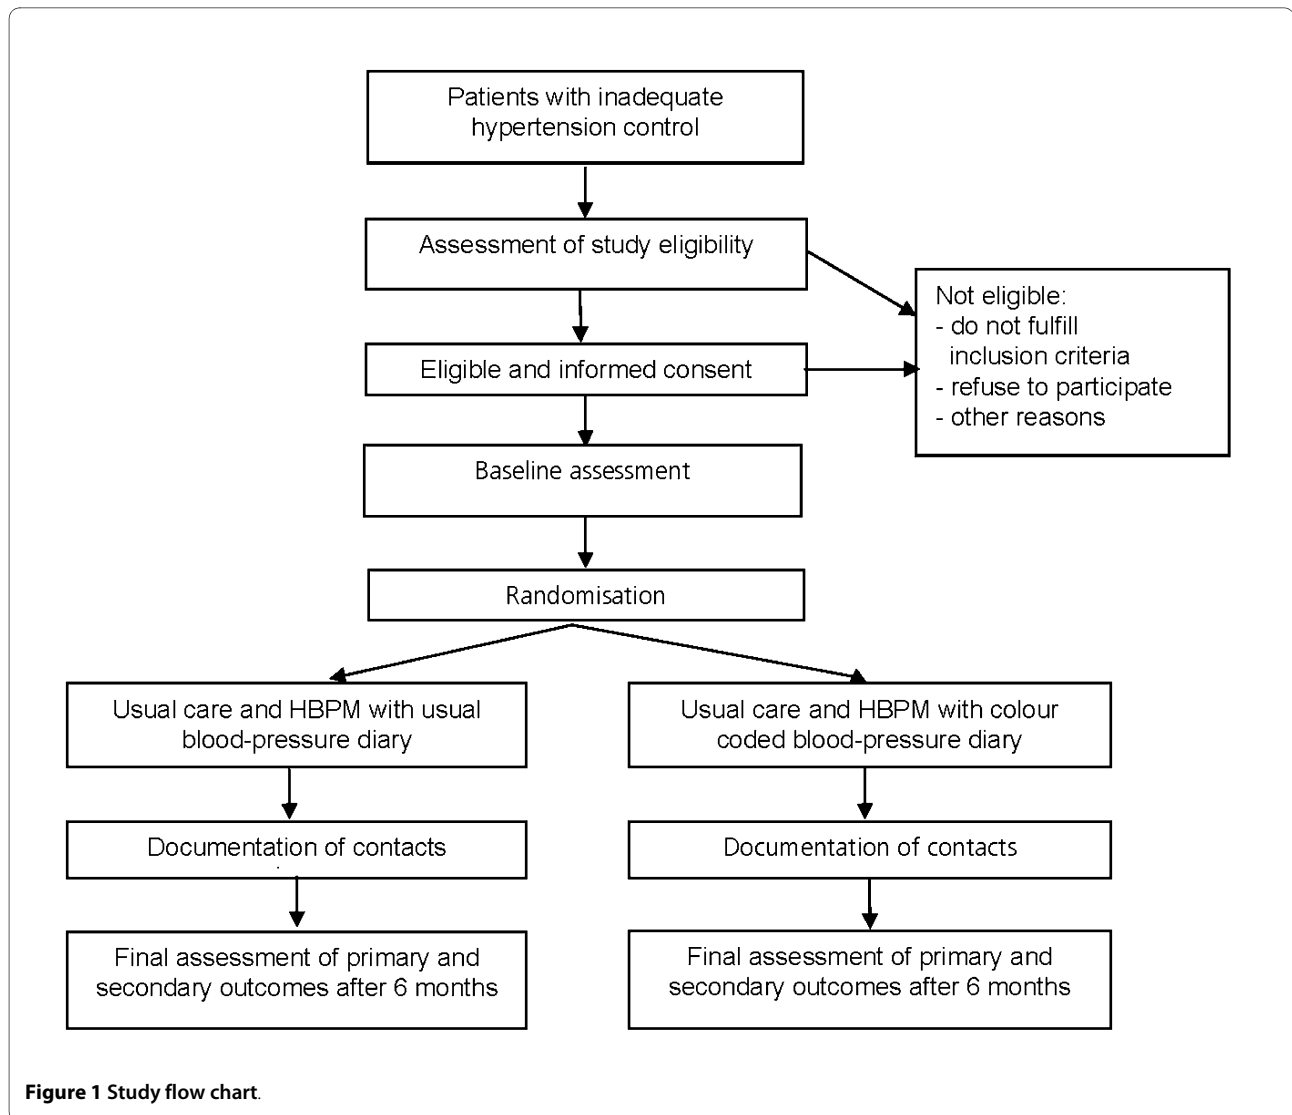 Patients with inadequate
hypertension control
Assessment of study eligibility
Not eligible:
- do not fulfill
inclusion criteria
- refuse to participate
- other reasons
Eligible and informed consent
Baseline assessment
Randomisation
Usual care and HBPM with usual
blood-pressure diary
Usual care and HBPM with colour
coded blood-pressure diary
Documentation of contacts
Documentation of contacts
Final assessment of primary and
secondary outcomes after 6 months
Final assessment of primary and
secondary outcomes after 6 months
Figure 1 Study flow chart.